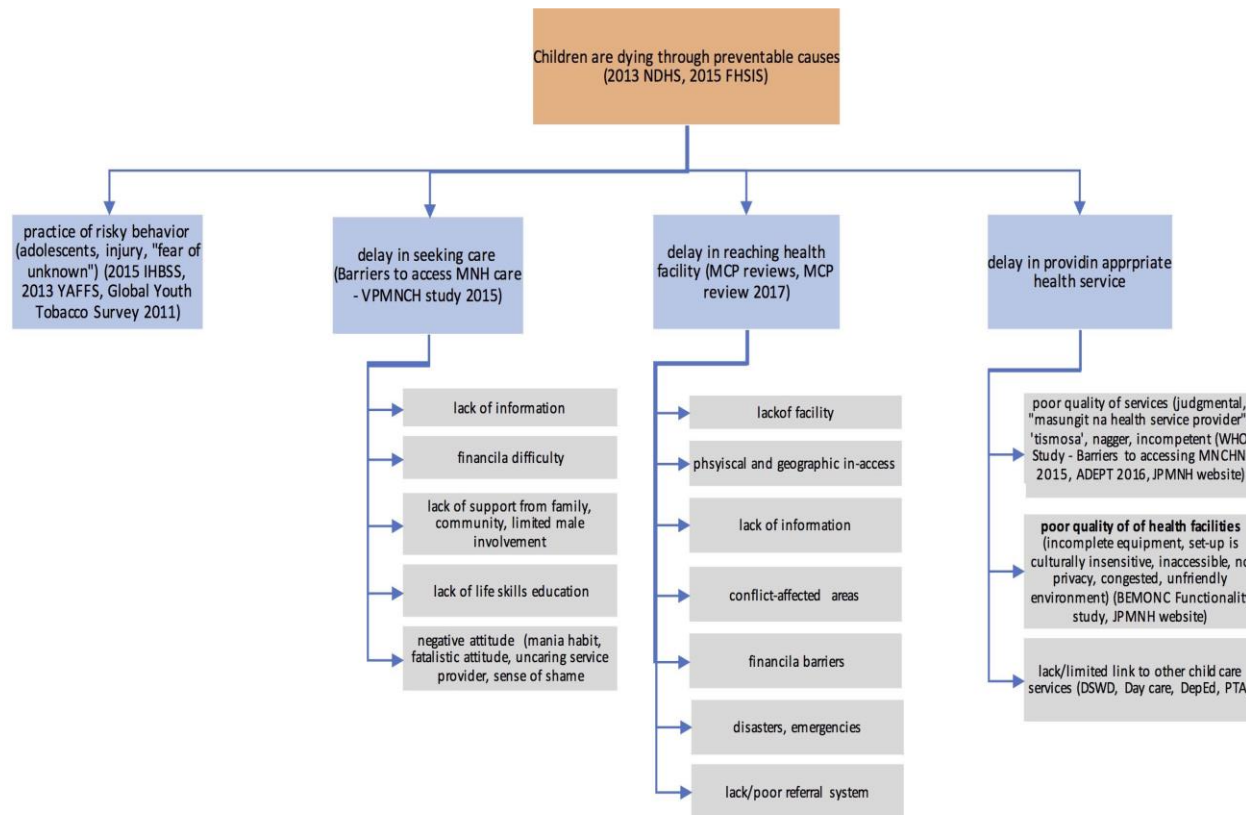 Children are dying through preventable causes
(2013 NDHS, 2015 FHSIS)
practice of risky behavior
(adolescents, injury, "fear of
unknown") (2015 IHBSS,
2013 YAFFS, Global Youth
Tobacco Survey 2011)
delay in seeking care
(Barriers to access MNH care
- VPMNCH study 2015)
lack of information
financila difficulty
lack of support from family,
community, limited male
involvement
lack of life skills education
negative attitude (mania habit,
fatalistic attitude, uncaring service
provider, sense of shame
delay in reaching health
facility (MCP reviews, MCP
review 2017)
lackof facility
phsyiscal and geographic in-access
lack of information
conflict-affected areas
financila barriers
disasters, emergencies
lack/poor referral system
delay in providin apprpriate
health service
poor quality of services (judgmental,
"masungit na health service provider"
'tismosa', nagger, incompetent (WHO
Study - Barriers to accessing MNCHN
2015, ADEPT 2016, JPMNH website)
poor quality of of health facilities
(incomplete equipment, set-up is
culturally insensitive, inaccessible, no
privacy, congested, unfriendly
environment) (BEMONC Functionalit
study, JPMNH website)
lack/limited link to other child care
services (DSWD, Day care, DepEd, PTA